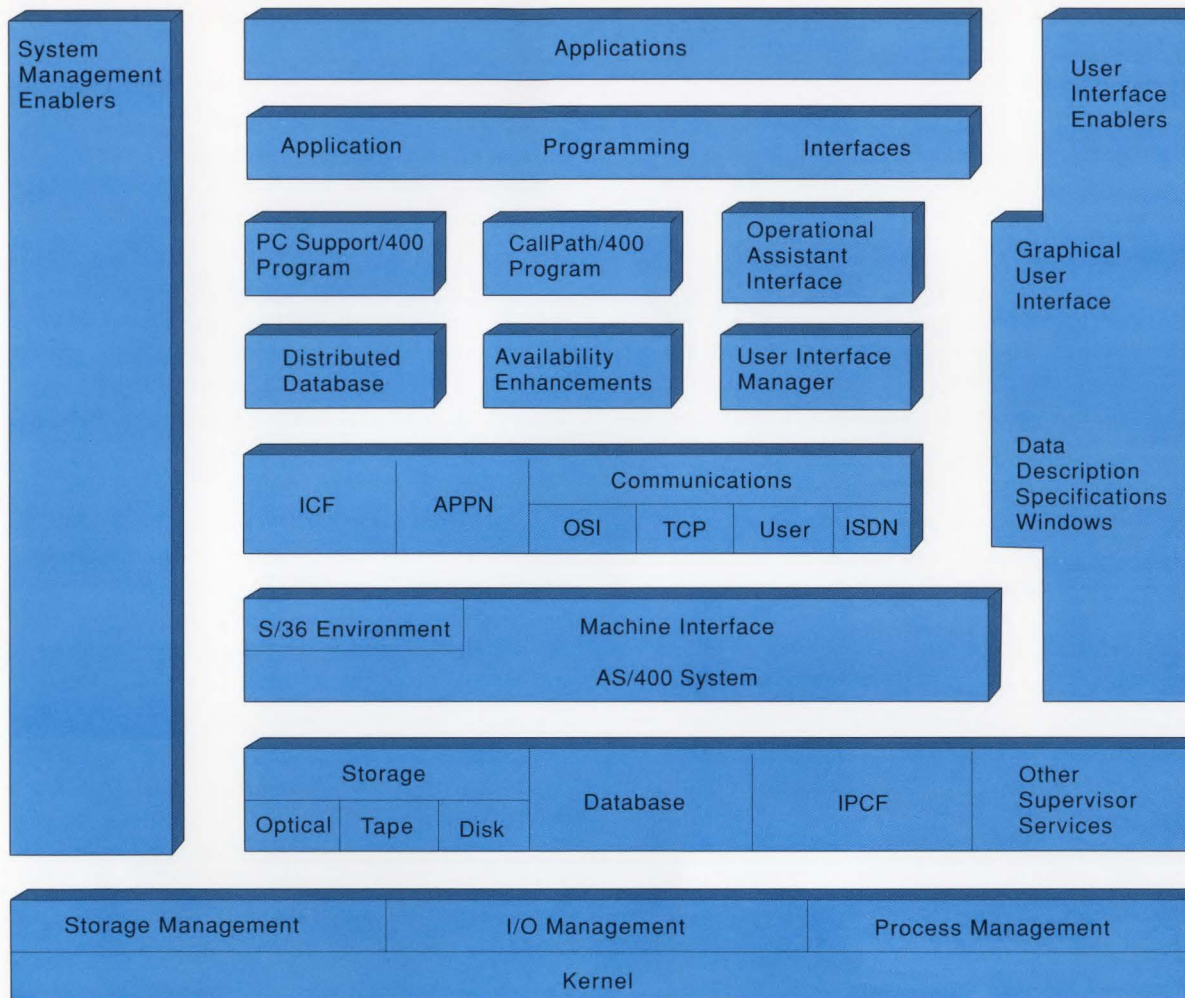 System
Management
Enablers
Applications
Application Programming Interfaces
User
Interface
Enablers
PC Support/400
Program
CallPath/400
Program
Operational
Assistant
Interface
Graphical
User
Interface
Distributed
Database
Availability
Enhancements
User Interface
Manager
Data
Description
Specifications
Windows
ICF
APPN
Communications
OSI
TCP
User
ISDN
S/36 Environment
Machine Interface
AS/400 System
Storage
Optical
Tape
Disk
Database
IPCF
Other
Supervisor
Services
Storage Management
I/O Management
Process Management
Kernel